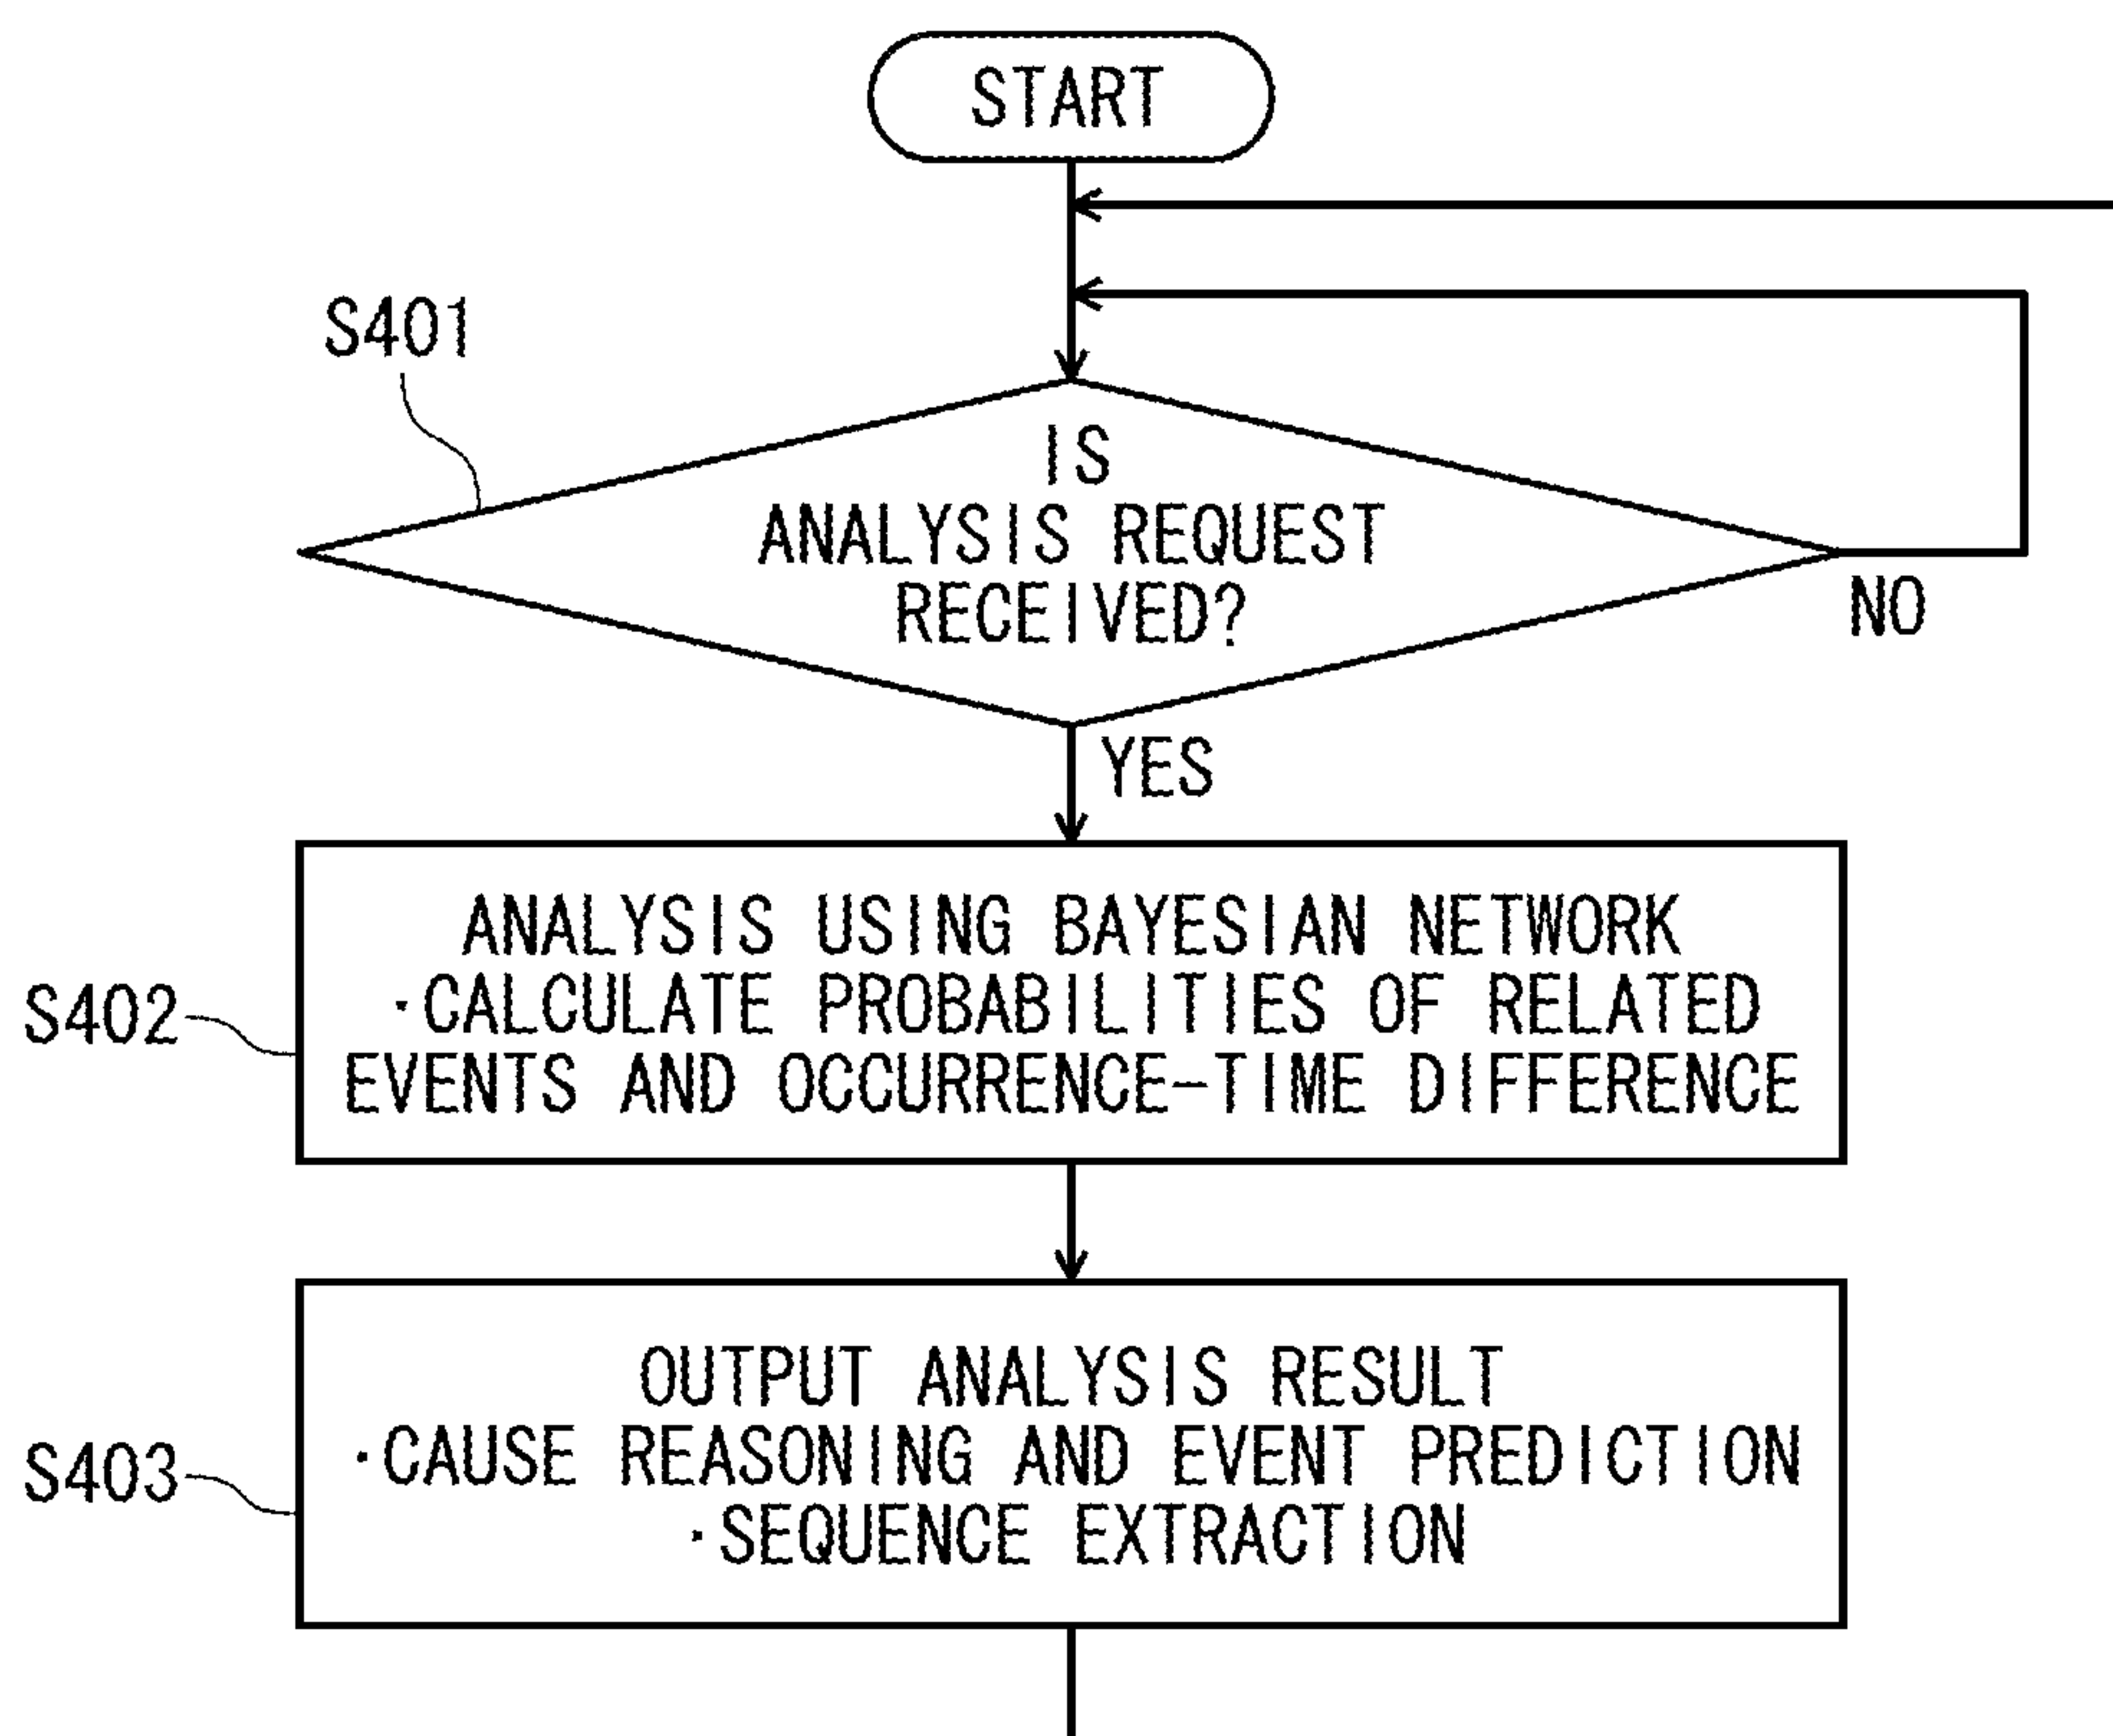 START
S401
IS
ANALYSIS REQUEST
RECEIVED?
NO
YES
ANALYSIS USING BAYESIAN NETWORK
·CALCULATE PROBABILITIES OF RELATED
EVENTS AND OCCURRENCE-TIME DIFFERENCE
S402
OUTPUT ANALYSIS RESULT
·CAUSE REASONING AND EVENT PREDICTION
·SEQUENCE EXTRACTION
S403